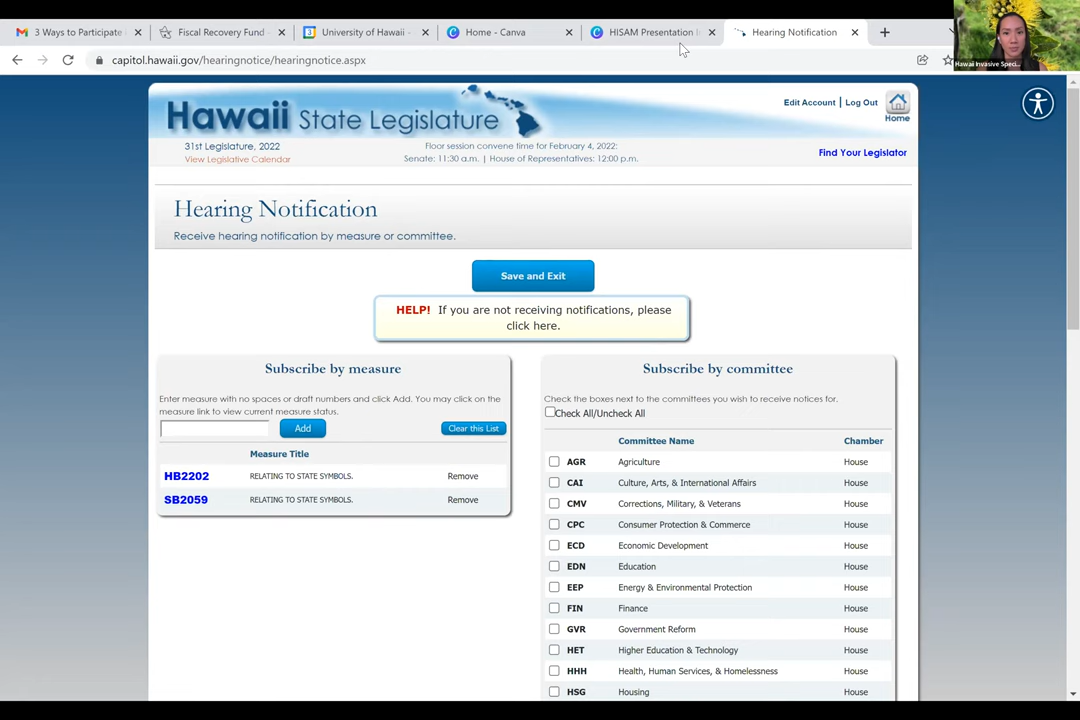 3 Ways to Participate
Fiscal Recovery Fund
University of Hawaii -
Home - Canva
HISAM Presentation I
Hearing Notification
capitol.hawaii.gov/hearingnotice/hearingnotice.aspx
Hawaii Invasive Speci...
Hawaii State Legislature
Edit Account | Log Out
Home
31st Legislature, 2022
View Legislative Calendar
Floor session convene time for February 4, 2022:
Senate: 11:30 a.m. | House of Representatives: 12:00 p.m.
Find Your Legislator
Hearing Notification
Receive hearing notification by measure or committee.
Save and Exit
HELP! If you are not receiving notifications, please
click here.
Subscribe by measure
Enter measure with no spaces or draft numbers and click Add. You may click on the
measure link to view current measure status.
Add
Clear this List
Measure Title
HB2202 RELATING TO STATE SYMBOLS. Remove
SB2059 RELATING TO STATE SYMBOLS. Remove
Subscribe by committee
Check the boxes next to the committees you wish to receive notices for.
Check All/Uncheck All
Committee Name Chamber
AGR Agriculture House
CAI Culture, Arts, & International Affairs House
CMV Corrections, Military, & Veterans House
CPC Consumer Protection & Commerce House
ECD Economic Development House
EDN Education House
EEP Energy & Environmental Protection House
FIN Finance House
GVR Government Reform House
HET Higher Education & Technology House
HHH Health, Human Services, & Homelessness House
HSG Housing House